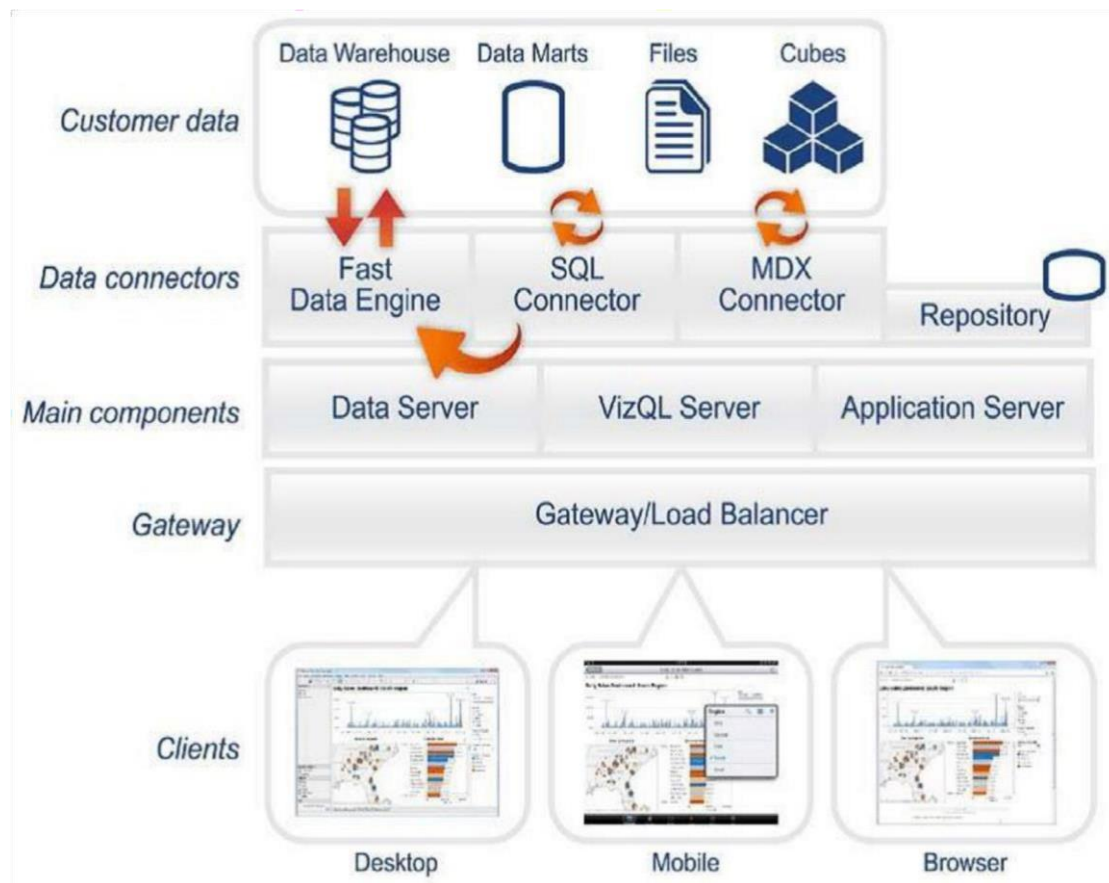 Data Warehouse
Data Marts
Files
Cubes
Customer data
Data connectors
Fast
Data Engine
SQL
Connector
MDX
Connector
Repository
Main components
Data Server
VizQL Server
Application Server
Gateway
Gateway/Load Balancer
Clients
Desktop
Mobile
Browser